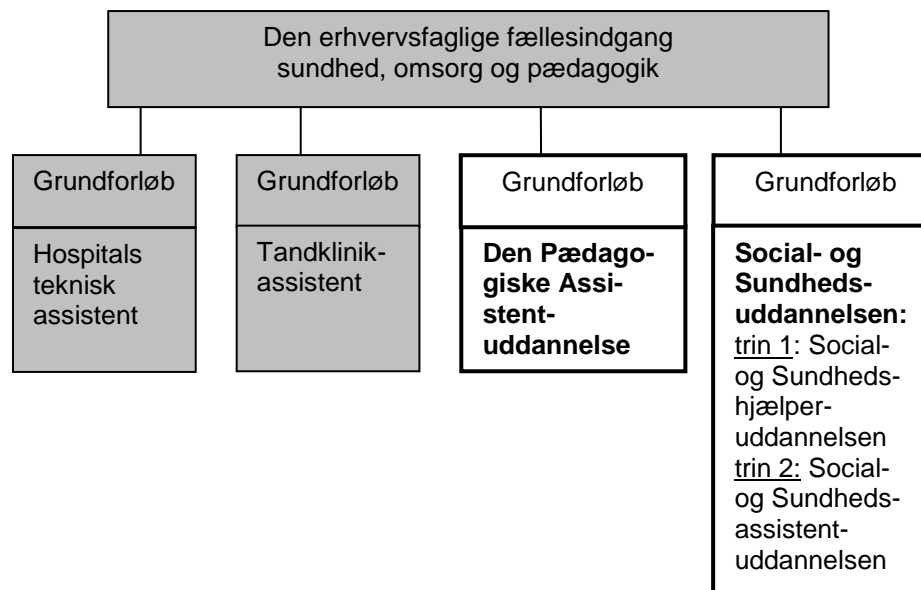 Den erhvervsfaglige fællesindgang
sundhed, omsorg og pædagogik
Grundforløb
Hospitals
teknisk
assistent
Grundforløb
Tandklinik-
assistent
Grundforløb
Den Pædago-
giske Assi-
stent-
uddannelse
Grundforløb
Social- og
Sundheds-
uddannelsen:
trin 1: Social-
og Sundheds-
hjælper-
uddannelsen
trin 2: Social-
og Sundheds-
assistent-
uddannelsen